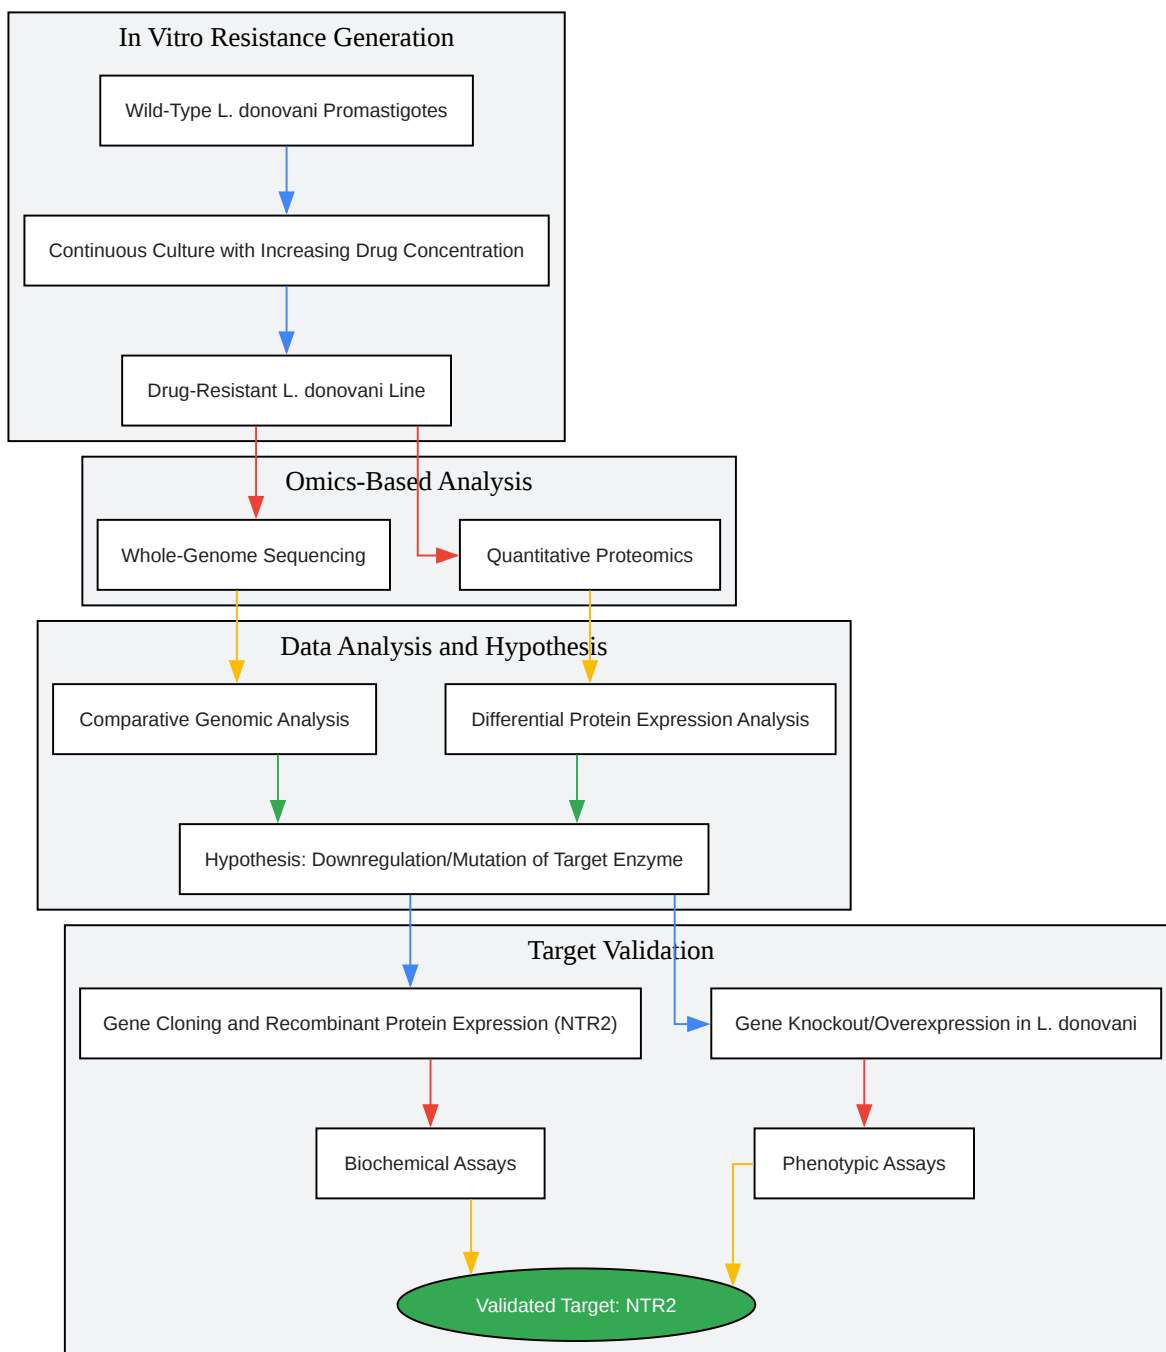 In Vitro Resistance Generation
Wild-Type L. donovani Promastigotes
Continuous Culture with Increasing Drug Concentration
Drug-Resistant L. donovani Line
Omics-Based Analysis
Whole-Genome Sequencing
Quantitative Proteomics
Data Analysis and Hypothesis
Comparative Genomic Analysis
Differential Protein Expression Analysis
Hypothesis: Downregulation/Mutation of Target Enzyme
Target Validation
Gene Cloning and Recombinant Protein Expression (NTR2)
Gene Knockout/Overexpression in L. donovani
Biochemical Assays
Phenotypic Assays
Validated Target: NTR2